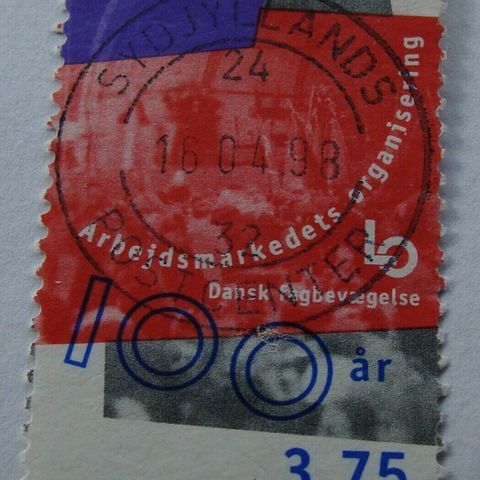 SYDJYLLANDS
24
16.04.98
32
POSTCENTER
Arbejdsmarkedets organisering
Dansk fagbevægelse
100 år
3.75